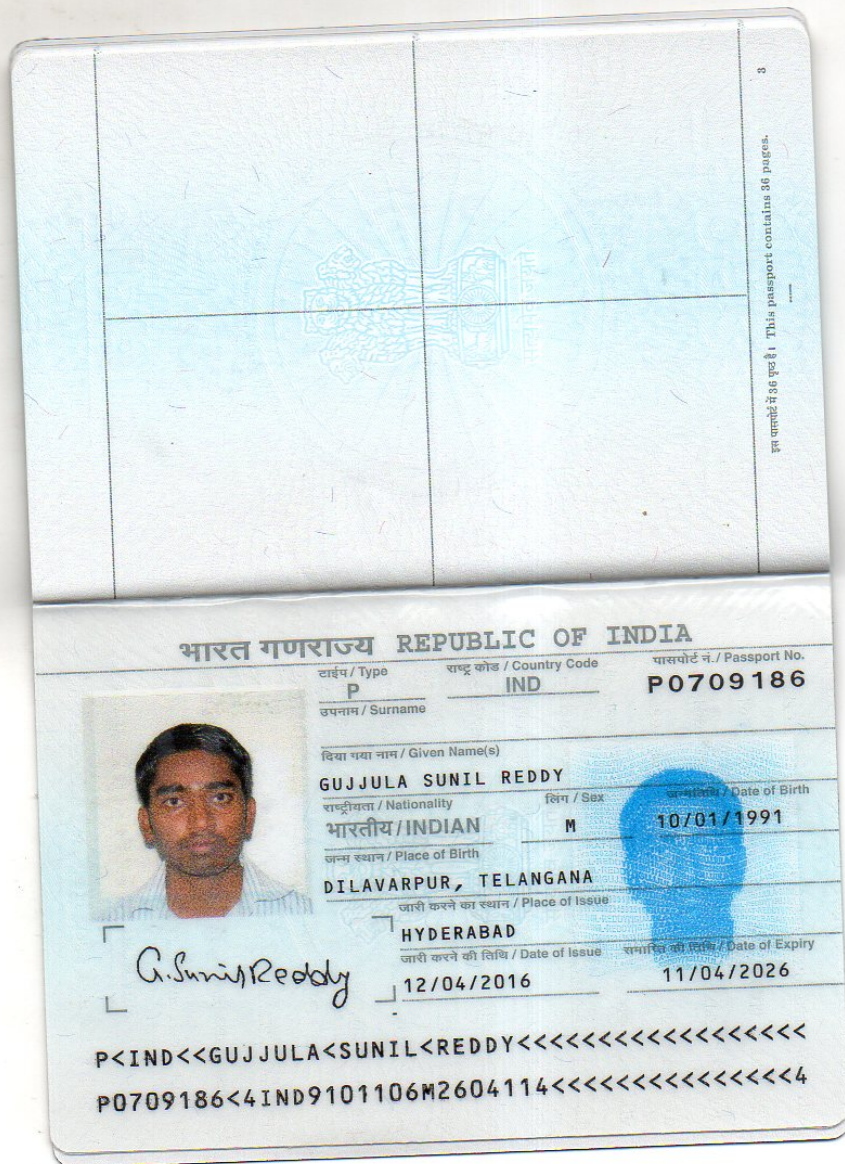 3
इस पासपोर्ट में 36 पृष्ठ हैं। This passport contains 36 pages.
भारत गणराज्य REPUBLIC OF INDIA
टाईप / Type राष्ट्र कोड / Country Code पासपोर्ट नं. / Passport No.
P IND P0709186
उपनाम / Surname
दिया गया नाम / Given Name(s)
GUJJULA SUNIL REDDY
राष्ट्रीयता / Nationality लिंग / Sex जन्मतिथि / Date of Birth
भारतीय / INDIAN M 10/01/1991
जन्म स्थान / Place of Birth
DILAVARPUR, TELANGANA
जारी करने का स्थान / Place of Issue
HYDERABAD
जारी करने की तिथि / Date of Issue समाप्ति की तिथि / Date of Expiry
12/04/2016 11/04/2026
G.Sunil Reddy
P<IND<<GUJJULA<SUNIL<REDDY<<<<<<<<<<<<<<<<<<
P0709186<4IND9101106M2604114<<<<<<<<<<<<<<<4